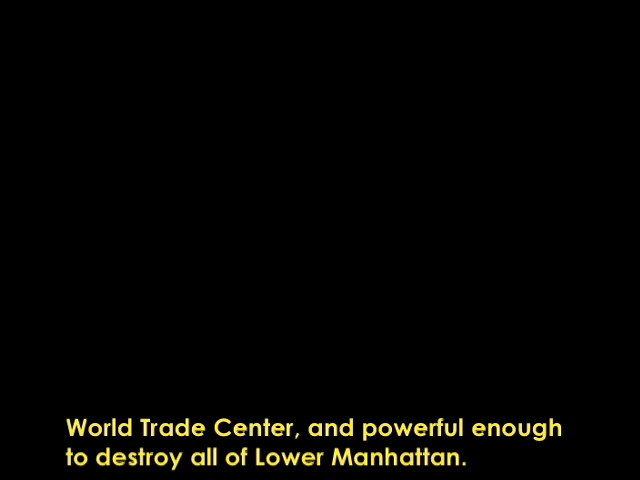 World Trade Center, and powerful enough
to destroy all of Lower Manhattan.